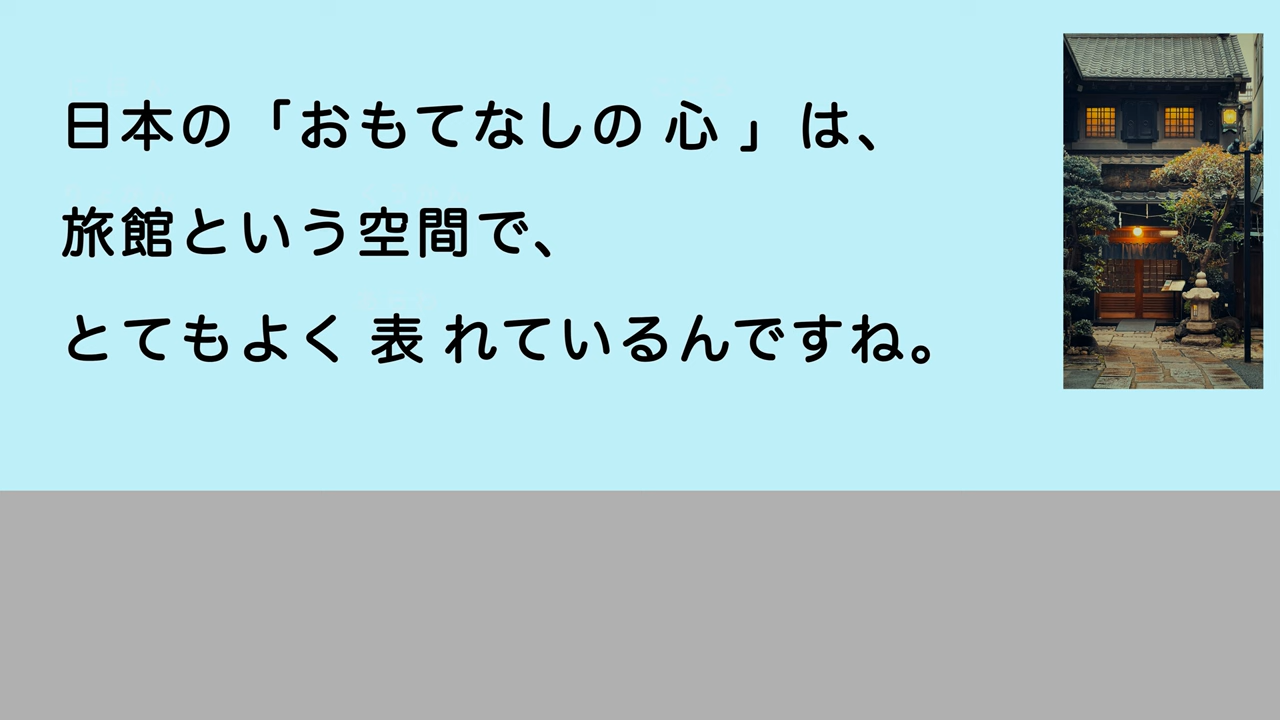 日本の「おもてなしの 心 」は、
旅館という空間で、
とてもよく 表 れているんですね。